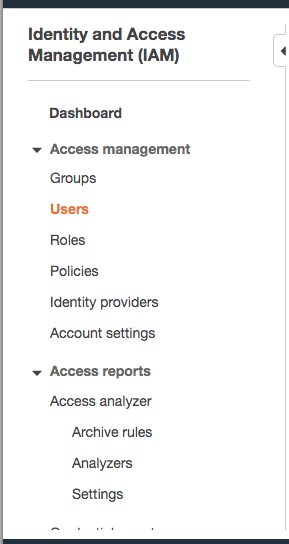 Identity and Access
Management (IAM)
Dashboard
Access management
Groups
Users
Roles
Policies
Identity providers
Account settings
Access reports
Access analyzer
Archive rules
Analyzers
Settings